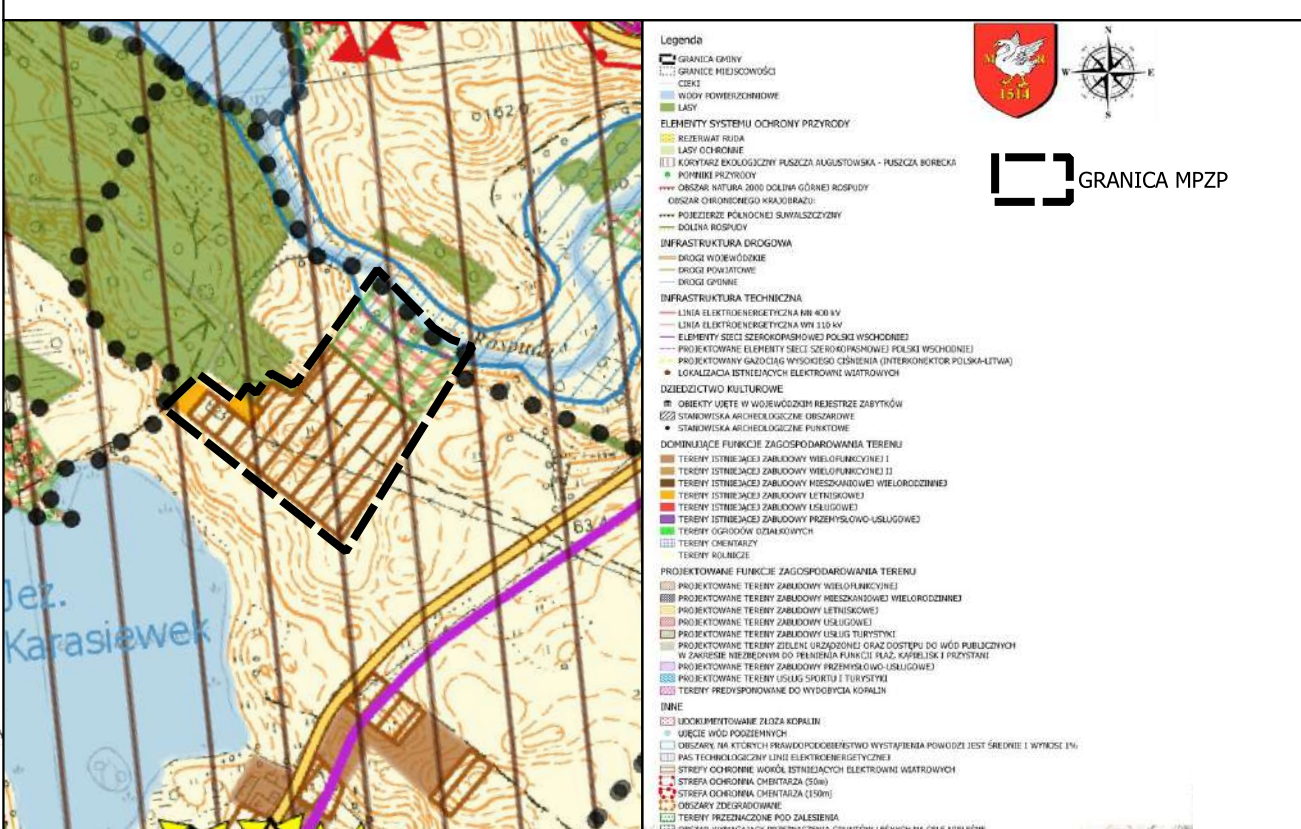 162.0
Rospuda
63.4
Jez.
Karasiewek
Legenda
GRANICA GMINY
GRANICE MIEJSCOWOŚCI
CIEKI
WODY POWIERZCHNIOWE
LASY
ELEMENTY SYSTEMU OCHRONY PRZYRODY
REZERWAT RUDA
LASY OCHRONNE
KORYTARZ EKOLOGICZNY PUSZCZA AUGUSTOWSKA - PUSZCZA BORECKA
POMNIKI PRZYRODY
OBSZAR NATURA 2000 DOLINA GÓRNEJ ROSPUDY
OBSZAR CHRONIONEGO KRAJOBRAZU:
POJEZIERZE PÓŁNOCNEJ SUWALSZCZYZNY
DOLINA ROSPUDY
INFRASTRUKTURA DROGOWA
DROGI WOJEWÓDZKIE
DROGI POWIATOWE
DROGI GMINNE
INFRASTRUKTURA TECHNICZNA
LINIA ELEKTROENERGETYCZNA NN 400 kV
LINIA ELEKTROENERGETYCZNA WN 110 kV
ELEMENTY SIECI SZEROKOPASMOWEJ POLSKI WSCHODNIEJ
PROJEKTOWANE ELEMENTY SIECI SZEROKOPASMOWEJ POLSKI WSCHODNIEJ
PROJEKTOWANY GAZOCIĄG WYSOKIEGO CIŚNIENIA (INTERKONEKTOR POLSKA-LITWA)
LOKALIZACJA ISTNIEJĄCYCH ELEKTROWNI WIATROWYCH
DZIEDZICTWO KULTUROWE
OBIEKTY UJĘTE W WOJEWÓDZKIM REJESTRZE ZABYTKÓW
STANOWISKA ARCHEOLOGICZNE OBSZAROWE
STANOWISKA ARCHEOLOGICZNE PUNKTOWE
DOMINUJĄCE FUNKCJE ZAGOSPODAROWANIA TERENU
TERENY ISTNIEJĄCEJ ZABUDOWY WIELOFUNKCYJNEJ I
TERENY ISTNIEJĄCEJ ZABUDOWY WIELOFUNKCYJNEJ II
TERENY ISTNIEJĄCEJ ZABUDOWY MIESZKANIOWEJ WIELORODZINNEJ
TERENY ISTNIEJĄCEJ ZABUDOWY LETNISKOWEJ
TERENY ISTNIEJĄCEJ ZABUDOWY USŁUGOWEJ
TERENY ISTNIEJĄCEJ ZABUDOWY PRZEMYSŁOWO-USŁUGOWEJ
TERENY OGRODÓW DZIAŁKOWYCH
TERENY CMENTARZY
TERENY ROLNICZE
PROJEKTOWANE FUNKCJE ZAGOSPODAROWANIA TERENU
PROJEKTOWANE TERENY ZABUDOWY WIELOFUNKCYJNEJ
PROJEKTOWANE TERENY ZABUDOWY MIESZKANIOWEJ WIELORODZINNEJ
PROJEKTOWANE TERENY ZABUDOWY LETNISKOWEJ
PROJEKTOWANE TERENY ZABUDOWY USŁUGOWEJ
PROJEKTOWANE TERENY ZABUDOWY USŁUG TURYSTYKI
PROJEKTOWANE TERENY ZIELENI URZĄDZONEJ ORAZ DOSTĘPU DO WÓD PUBLICZNYCH
W ZAKRESIE NIEZBĘDNYM DO PEŁNIENIA FUNKCJI PLAŻ, KĄPIELISK I PRZYSTANI
PROJEKTOWANE TERENY ZABUDOWY PRZEMYSŁOWO-USŁUGOWEJ
PROJEKTOWANE TERENY USŁUG SPORTU I TURYSTYKI
TERENY PREDYSPONOWANE DO WYDOBYCIA KOPALIN
INNE
UDOKUMENTOWANE ZŁOŻA KOPALIN
UJĘCIE WÓD PODZIEMNYCH
OBSZARY, NA KTÓRYCH PRAWDOPODOBIEŃSTWO WYSTĄPIENIA POWODZI JEST ŚREDNIE I WYNOSI 1%
PAS TECHNOLOGICZNY LINII ELEKTROENERGETYCZNEJ
STREFY OCHRONNE WOKÓŁ ISTNIEJĄCYCH ELEKTROWNI WIATROWYCH
STREFA OCHRONNA CMENTARZA (50m)
STREFA OCHRONNA CMENTARZA (150m)
OBSZARY ZDEGRADOWANE
TERENY PRZEZNACZONE POD ZALESIENIA
M R
1514
N
W E
S
GRANICA MPZP